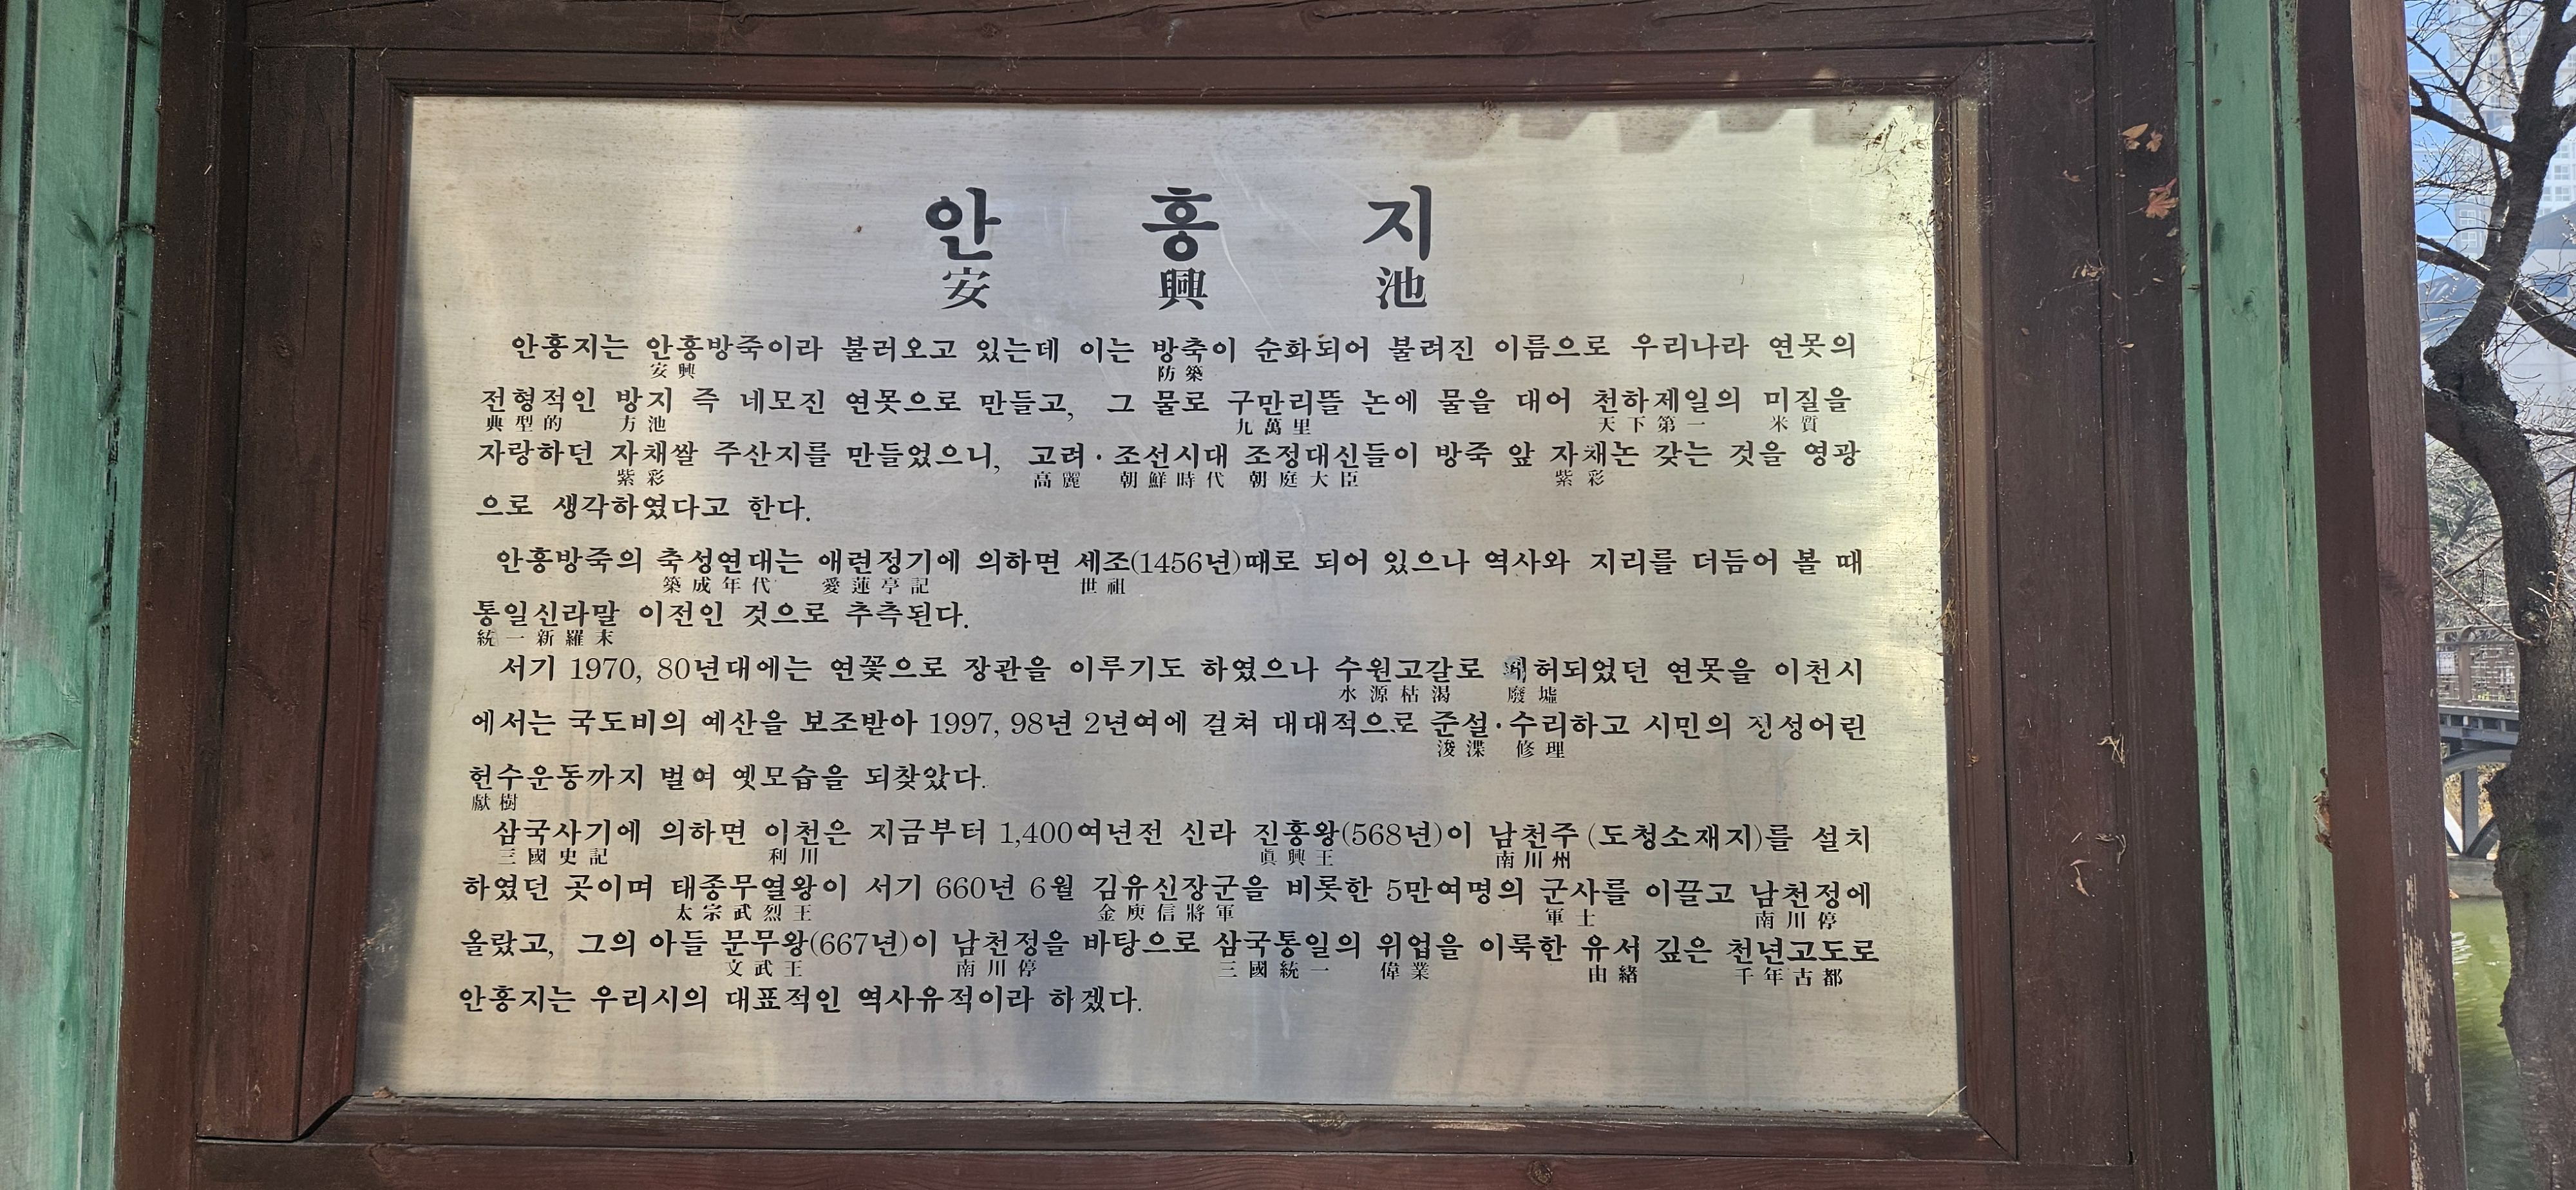 안 흥 지
安 興 池
안흥지는 안흥방죽이라 불러오고 있는데 이는 방축이 순화되어 불려진 이름으로 우리나라 연못의
安興 防築
전형적인 방지 즉 네모진 연못으로 만들고, 그 물로 구만리뜰 논에 물을 대어 천하제일의 미질을
典型的 方池 九萬里 天下第一 米質
자랑하던 자채쌀 주산지를 만들었으니, 고려·조선시대 조정대신들이 방죽 앞 자채논 갖는 것을 영광
紫彩 高麗 朝鮮時代 朝庭大臣 紫彩
으로 생각하였다고 한다.
안흥방죽의 축성연대는 애련정기에 의하면 세조(1456년)때로 되어 있으나 역사와 지리를 더듬어 볼 때
築成年代 愛蓮亭記 世祖
통일신라말 이전인 것으로 추측된다.
統一新羅末
서기 1970, 80년대에는 연꽃으로 장관을 이루기도 하였으나 수원고갈로 폐허되었던 연못을 이천시
水源枯渴 廢墟
에서는 국도비의 예산을 보조받아 1997, 98년 2년여에 걸쳐 대대적으로 준설·수리하고 시민의 정성어린
浚渫 修理
헌수운동까지 벌여 옛모습을 되찾았다.
獻樹
삼국사기에 의하면 이천은 지금부터 1,400여년전 신라 진흥왕(568년)이 남천주 (도청소재지)를 설치
三國史記 利川 眞興王 南川州
하였던 곳이며 태종무열왕이 서기 660년 6월 김유신장군을 비롯한 5만여명의 군사를 이끌고 남천정에
太宗武烈王 金庾信將軍 軍士 南川停
올랐고, 그의 아들 문무왕(667년)이 남천정을 바탕으로 삼국통일의 위업을 이룩한 유서 깊은 천년고도로
文武王 南川停 三國統一 偉業 由緖 千年古都
안흥지는 우리시의 대표적인 역사유적이라 하겠다.